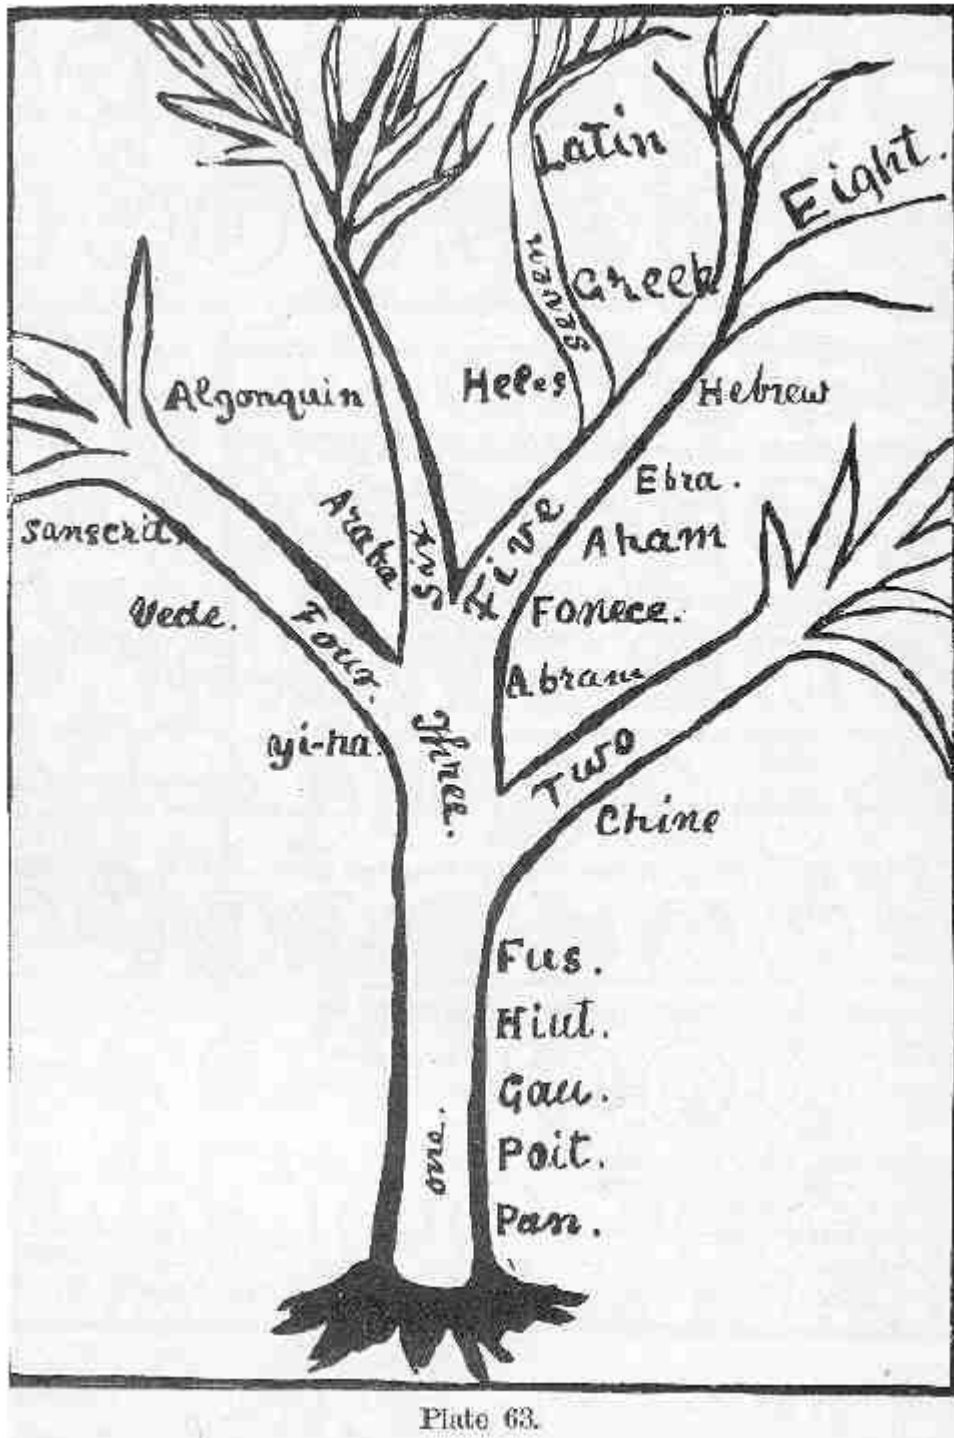 Latin
Eight.
Seven
Greek
Heles
Algonquin
Hebrew
Ebra.
Araba
Six
Five
Aham
Sanscrit
Vede.
Four.
Fonece.
Abram
Yi-ha.
Three.
Two
Chine
Fus.
Hiut.
Gau.
Poit.
one.
Pan.
Plate 63.